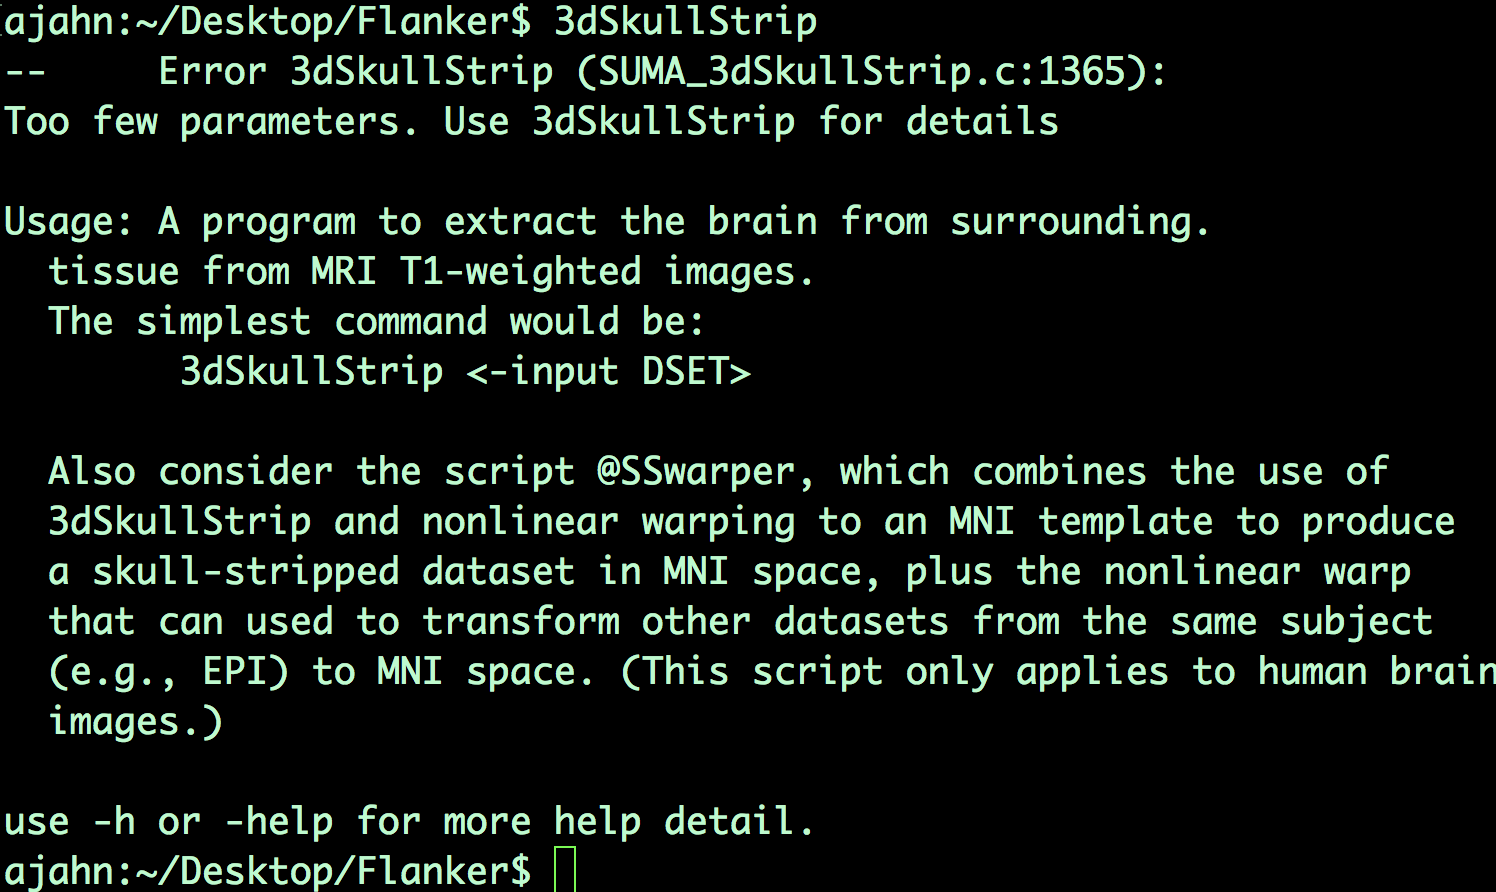 ajahn:~/Desktop/Flanker$ 3dSkullStrip
--     Error 3dSkullStrip (SUMA_3dSkullStrip.c:1365):
Too few parameters. Use 3dSkullStrip for details

Usage: A program to extract the brain from surrounding.
  tissue from MRI T1-weighted images.
  The simplest command would be:
        3dSkullStrip <-input DSET>

  Also consider the script @SSwarper, which combines the use of
  3dSkullStrip and nonlinear warping to an MNI template to produce
  a skull-stripped dataset in MNI space, plus the nonlinear warp
  that can used to transform other datasets from the same subject
  (e.g., EPI) to MNI space. (This script only applies to human brain
  images.)

use -h or -help for more help detail.
ajahn:~/Desktop/Flanker$